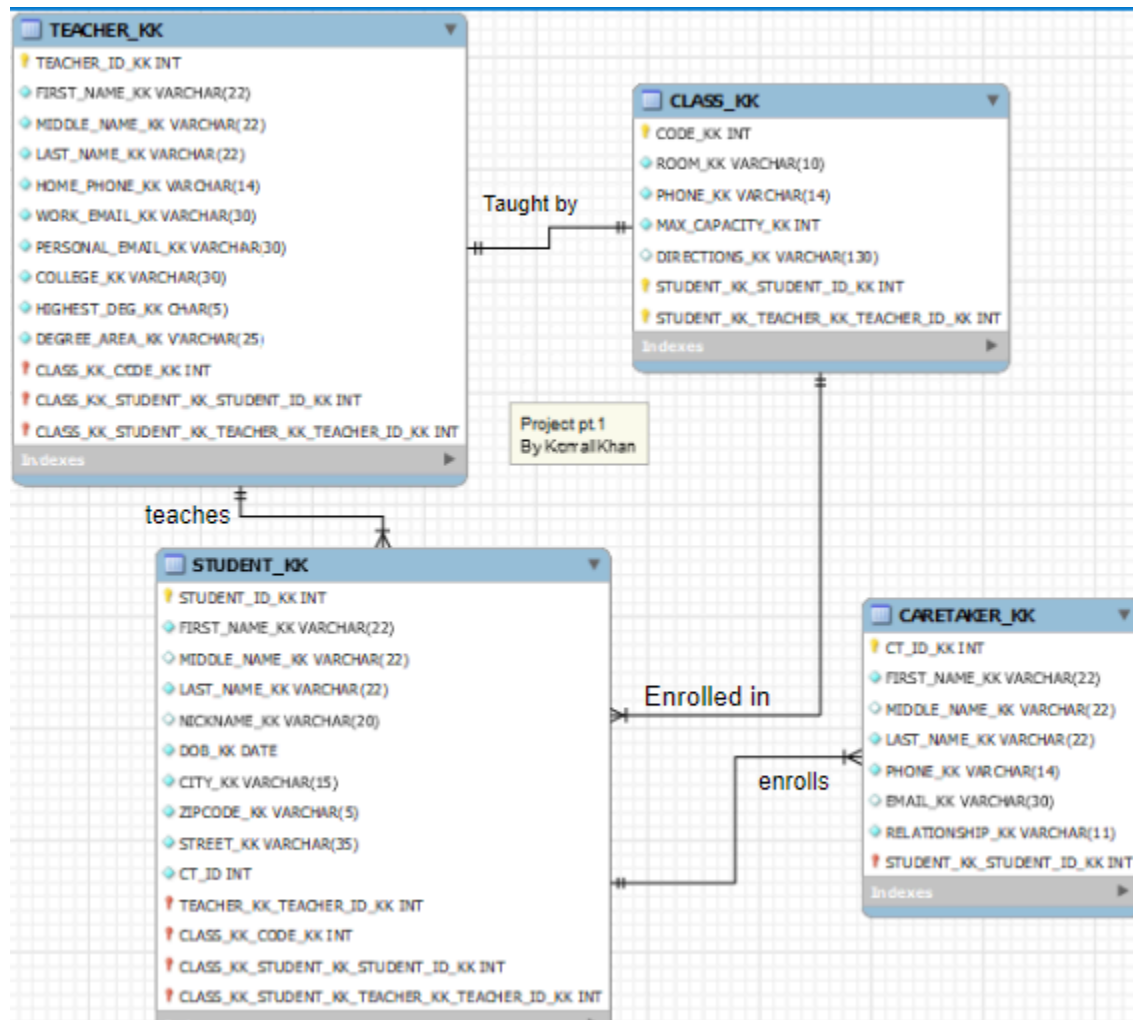 TEACHER_KK
TEACHER_ID_KK INT
FIRST_NAME_KK VARCHAR(22)
MIDDLE_NAME_KK VARCHAR(22)
LAST_NAME_KK VARCHAR(22)
HOME_PHONE_KK VARCHAR(14)
WORK_EMAIL_KK VARCHAR(30)
PERSONAL_EMAIL_KK VARCHAR(30)
COLLEGE_KK VARCHAR(30)
HIGHEST_DEG_KK CHAR(5)
DEGREE_AREA_KK VARCHAR(25)
CLASS_KK_CODE_KK INT
CLASS_KK_STUDENT_KK_STUDENT_ID_KK INT
CLASS_KK_STUDENT_KK_TEACHER_KK_TEACHER_ID_KK INT
Indexes
Taught by
CLASS_KK
CODE_KK INT
ROOM_KK VARCHAR(10)
PHONE_KK VARCHAR(14)
MAX_CAPACITY_KK INT
DIRECTIONS_KK VARCHAR(130)
STUDENT_KK_STUDENT_ID_KK INT
STUDENT_KK_TEACHER_KK_TEACHER_ID_KK INT
Indexes
Project pt.1
By Komall Khan
teaches
STUDENT_KK
STUDENT_ID_KK INT
FIRST_NAME_KK VARCHAR(22)
MIDDLE_NAME_KK VARCHAR(22)
LAST_NAME_KK VARCHAR(22)
NICKNAME_KK VARCHAR(20)
DOB_KK DATE
CITY_KK VARCHAR(15)
ZIPCODE_KK VARCHAR(5)
STREET_KK VARCHAR(35)
CT_ID INT
TEACHER_KK_TEACHER_ID_KK INT
CLASS_KK_CODE_KK INT
CLASS_KK_STUDENT_KK_STUDENT_ID_KK INT
CLASS_KK_STUDENT_KK_TEACHER_KK_TEACHER_ID_KK INT
Enrolled in
enrolls
CARETAKER_KK
CT_ID_KK INT
FIRST_NAME_KK VARCHAR(22)
MIDDLE_NAME_KK VARCHAR(22)
LAST_NAME_KK VARCHAR(22)
PHONE_KK VARCHAR(14)
EMAIL_KK VARCHAR(30)
RELATIONSHIP_KK VARCHAR(11)
STUDENT_KK_STUDENT_ID_KK INT
Indexes